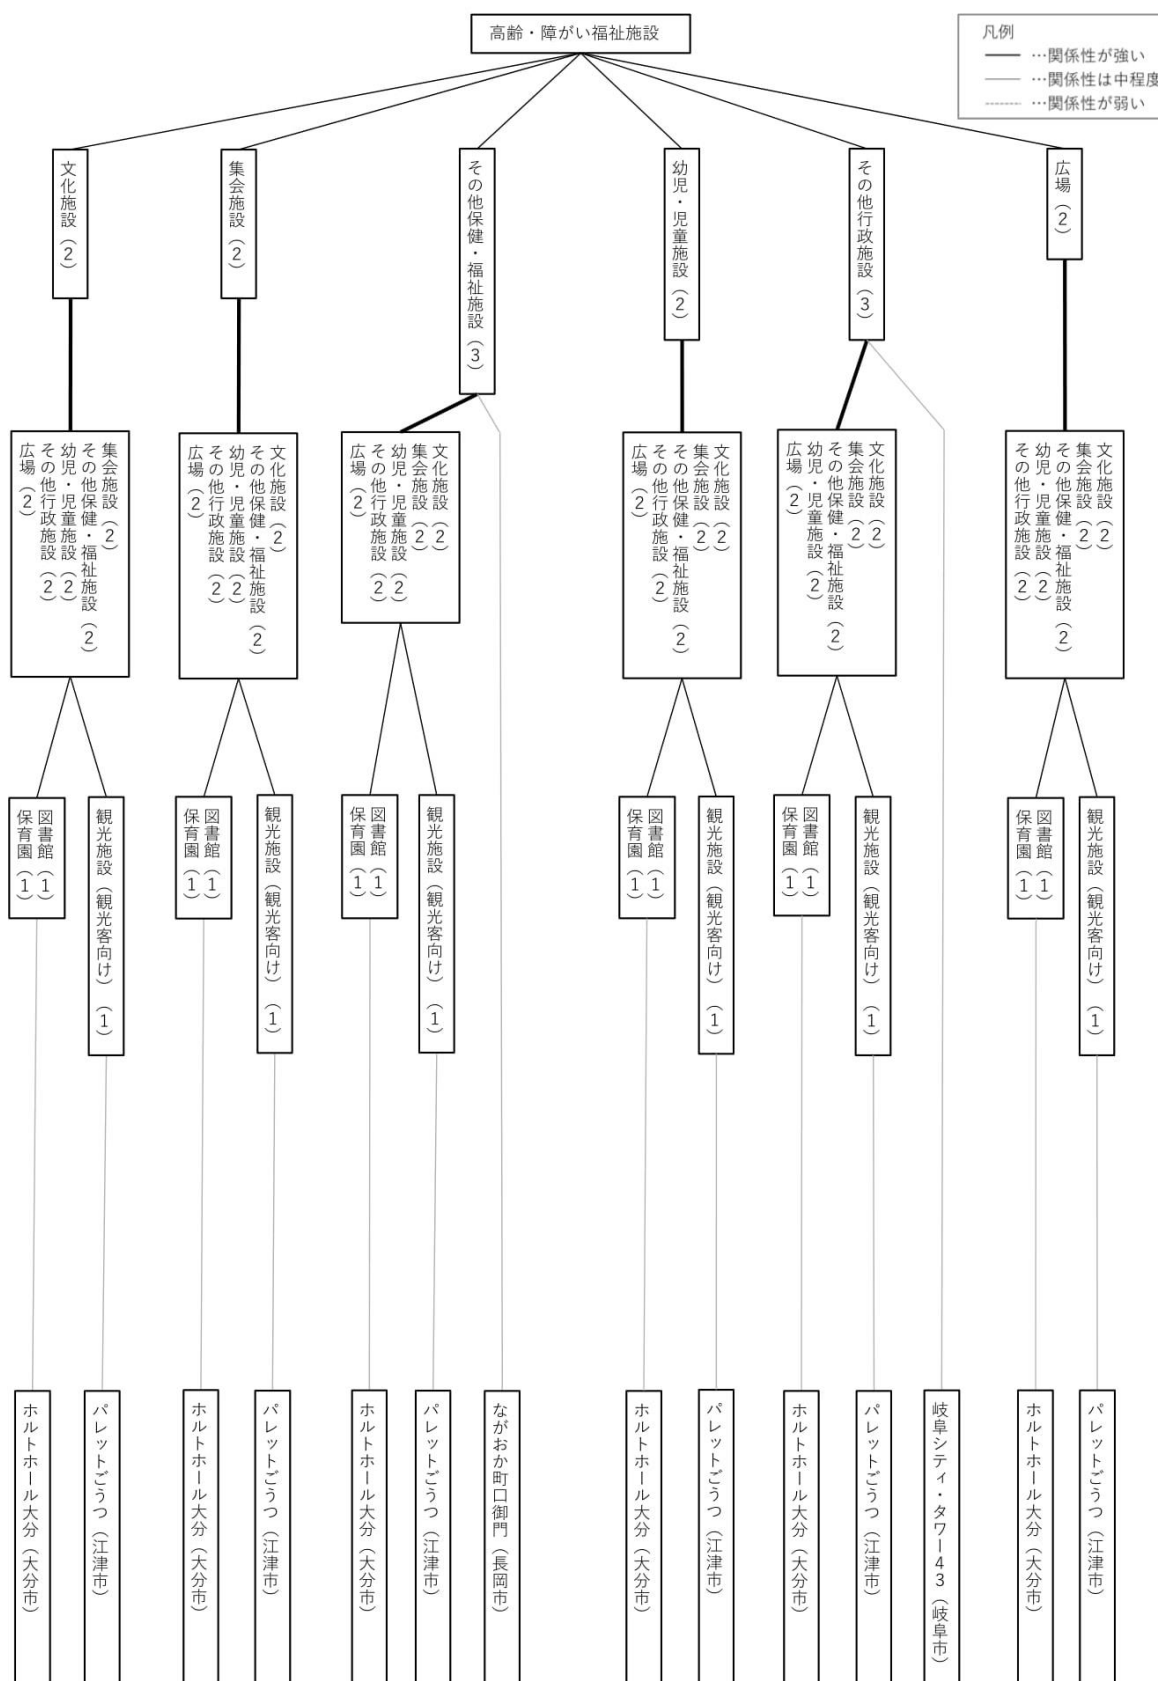 高齢・障がい福祉施設
凡例
…関係性が強い
…関係性は中程度
…関係性が弱い
文化施設（2）
集会施設（2）
その他保健・福祉施設（3）
幼児・児童施設（2）
その他行政施設（3）
広場（2）
集会施設（2）
その他保健・福祉施設（2）
幼児・児童施設（2）
その他行政施設（2）
広場（2）
文化施設（2）
その他保健・福祉施設（2）
幼児・児童施設（2）
その他行政施設（2）
広場（2）
文化施設（2）
集会施設（2）
幼児・児童施設（2）
その他行政施設（2）
広場（2）
文化施設（2）
集会施設（2）
その他保健・福祉施設（2）
その他行政施設（2）
広場（2）
文化施設（2）
集会施設（2）
その他保健・福祉施設（2）
幼児・児童施設（2）
広場（2）
文化施設（2）
集会施設（2）
その他保健・福祉施設（2）
幼児・児童施設（2）
その他行政施設（2）
図書館（1）
保育園（1）
観光施設（観光客向け）（1）
図書館（1）
保育園（1）
観光施設（観光客向け）（1）
図書館（1）
保育園（1）
観光施設（観光客向け）（1）
図書館（1）
保育園（1）
観光施設（観光客向け）（1）
図書館（1）
保育園（1）
観光施設（観光客向け）（1）
図書館（1）
保育園（1）
観光施設（観光客向け）（1）
ホルトホール大分（大分市）
パレットごうつ（江津市）
ホルトホール大分（大分市）
パレットごうつ（江津市）
ホルトホール大分（大分市）
パレットごうつ（江津市）
ながおか町口御門（長岡市）
ホルトホール大分（大分市）
パレットごうつ（江津市）
ホルトホール大分（大分市）
パレットごうつ（江津市）
岐阜シティ・タワー43（岐阜市）
ホルトホール大分（大分市）
パレットごうつ（江津市）